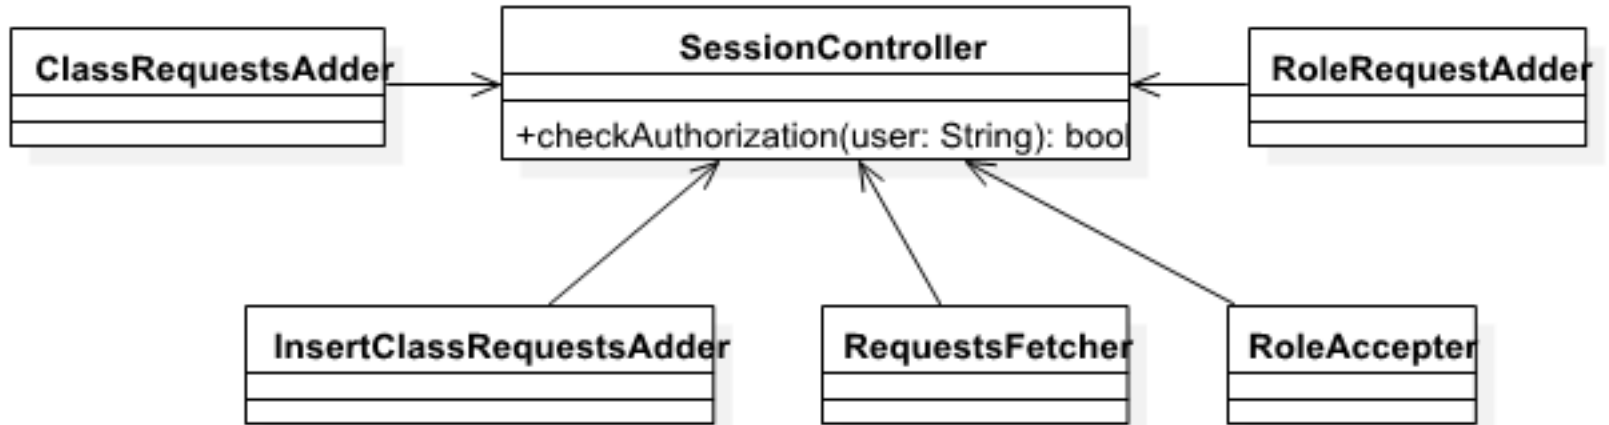 ClassRequestsAdder
SessionController
RoleRequestAdder
+checkAuthorization(user: String): bool
InsertClassRequestsAdder
RequestsFetcher
RoleAccepter